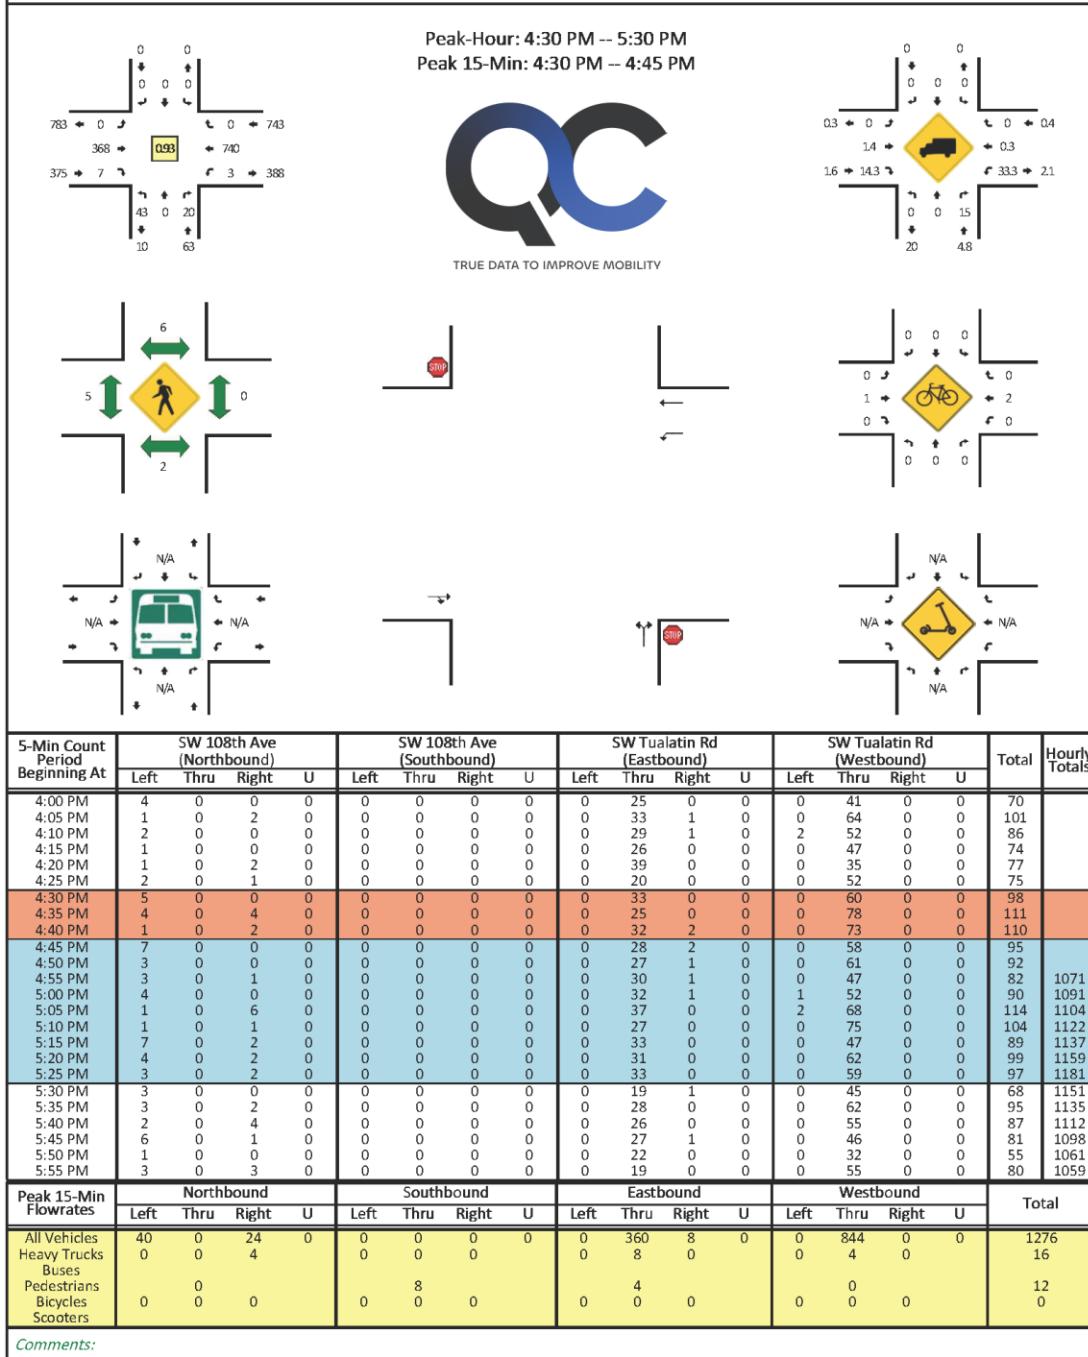 Peak-Hour: 4:30 PM -- 5:30 PM
Peak 15-Min: 4:30 PM -- 4:45 PM
QC
TRUE DATA TO IMPROVE MOBILITY
0 0
0 0 0
783 0 0 743
368 0.93 740
375 7 3 388
43 0 20
10 63
0 0
0 0 0
0.3 0 0 0.4
1.4 0.3
1.6 14.3 33.3 2.1
0 0 15
20 4.8
6
5 0
2
STOP
0 0 0
0 0
1 2
0 0
0 0 0
N/A
N/A N/A
N/A
STOP
N/A
N/A N/A
N/A
5-Min Count Period Beginning At SW 108th Ave (Northbound) SW 108th Ave (Southbound) SW Tualatin Rd (Eastbound) SW Tualatin Rd (Westbound) Total Hourly Totals
Left Thru Right U Left Thru Right U Left Thru Right U Left Thru Right U
4:00 PM 4 0 0 0 0 0 0 0 0 25 0 0 0 41 0 0 70
4:05 PM 1 0 2 0 0 0 0 0 0 33 1 0 0 64 0 0 101
4:10 PM 2 0 0 0 0 0 0 0 0 29 1 0 2 52 0 0 86
4:15 PM 1 0 0 0 0 0 0 0 0 26 0 0 0 47 0 0 74
4:20 PM 1 0 2 0 0 0 0 0 0 39 0 0 0 35 0 0 77
4:25 PM 2 0 1 0 0 0 0 0 0 20 0 0 0 52 0 0 75
4:30 PM 5 0 0 0 0 0 0 0 0 33 0 0 0 60 0 0 98
4:35 PM 4 0 4 0 0 0 0 0 0 25 0 0 0 78 0 0 111
4:40 PM 1 0 2 0 0 0 0 0 0 32 2 0 0 73 0 0 110
4:45 PM 7 0 0 0 0 0 0 0 0 28 2 0 0 58 0 0 95
4:50 PM 3 0 0 0 0 0 0 0 0 27 1 0 0 61 0 0 92
4:55 PM 3 0 1 0 0 0 0 0 0 30 1 0 0 47 0 0 82 1071
5:00 PM 4 0 0 0 0 0 0 0 0 32 1 0 1 52 0 0 90 1091
5:05 PM 1 0 6 0 0 0 0 0 0 37 0 0 2 68 0 0 114 1104
5:10 PM 1 0 1 0 0 0 0 0 0 27 0 0 0 75 0 0 104 1122
5:15 PM 7 0 2 0 0 0 0 0 0 33 0 0 0 47 0 0 89 1137
5:20 PM 4 0 2 0 0 0 0 0 0 31 0 0 0 62 0 0 99 1159
5:25 PM 3 0 2 0 0 0 0 0 0 33 0 0 0 59 0 0 97 1181
5:30 PM 3 0 0 0 0 0 0 0 0 19 1 0 0 45 0 0 68 1151
5:35 PM 3 0 2 0 0 0 0 0 0 28 0 0 0 62 0 0 95 1135
5:40 PM 2 0 4 0 0 0 0 0 0 26 0 0 0 55 0 0 87 1112
5:45 PM 6 0 1 0 0 0 0 0 0 27 1 0 0 46 0 0 81 1098
5:50 PM 1 0 0 0 0 0 0 0 0 22 0 0 0 32 0 0 55 1061
5:55 PM 3 0 3 0 0 0 0 0 0 19 0 0 0 55 0 0 80 1059
Peak 15-Min Flowrates Northbound Southbound Eastbound Westbound Total
Left Thru Right U Left Thru Right U Left Thru Right U Left Thru Right U
All Vehicles 40 0 24 0 0 0 0 0 0 360 8 0 0 844 0 0 1276
Heavy Trucks 0 0 4 0 0 0 0 8 0 0 4 0 16
Buses
Pedestrians 0 8 4 0 12
Bicycles 0 0 0 0 0 0 0 0 0 0 0 0 0
Scooters
Comments: